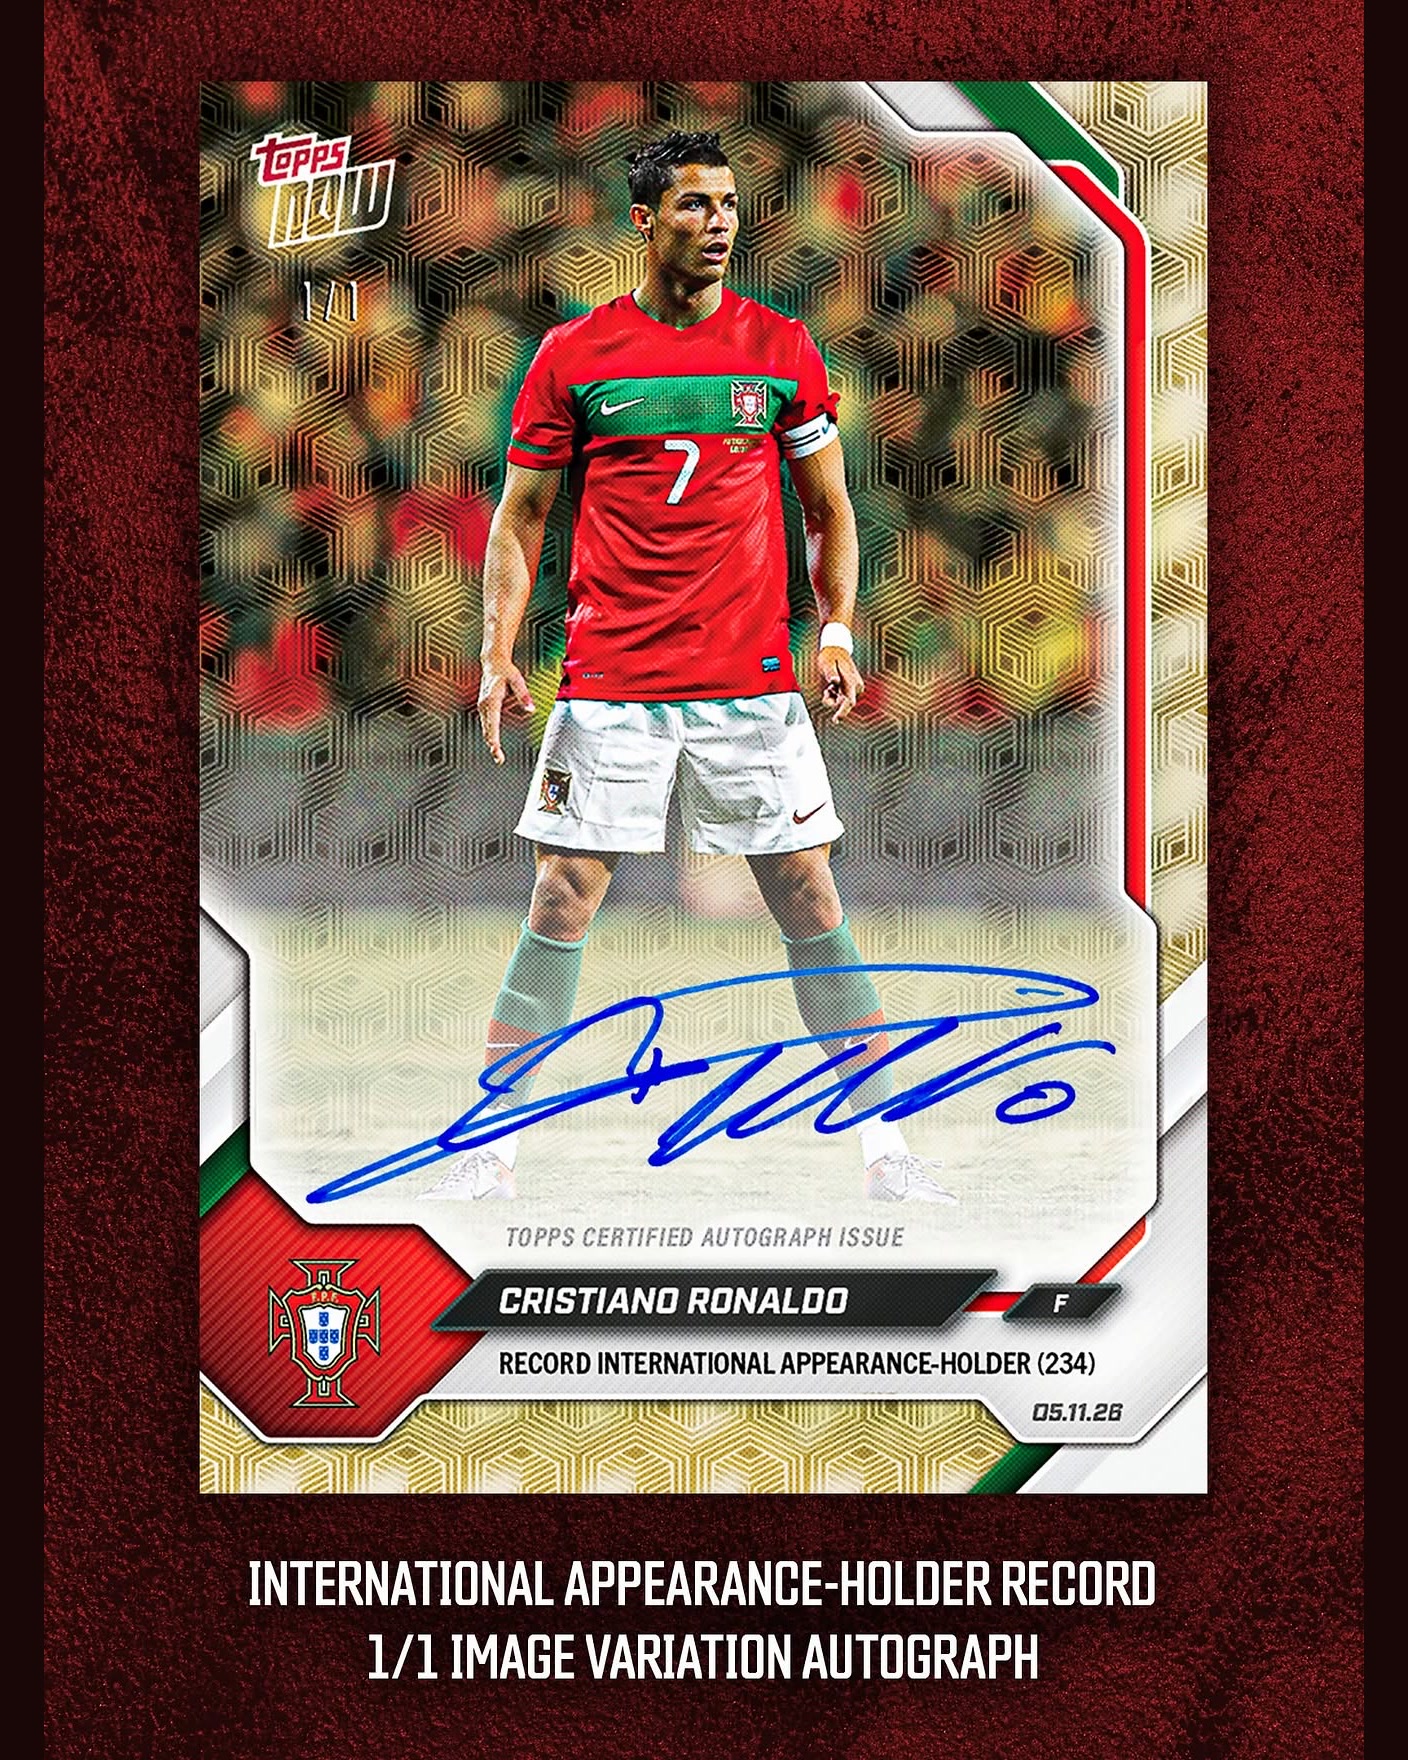 topps
NOW
1/1
7
TOPPS CERTIFIED AUTOGRAPH ISSUE
F.P.F.
CRISTIANO RONALDO
F
RECORD INTERNATIONAL APPEARANCE-HOLDER (234)
05.11.26
INTERNATIONAL APPEARANCE-HOLDER RECORD
1/1 IMAGE VARIATION AUTOGRAPH